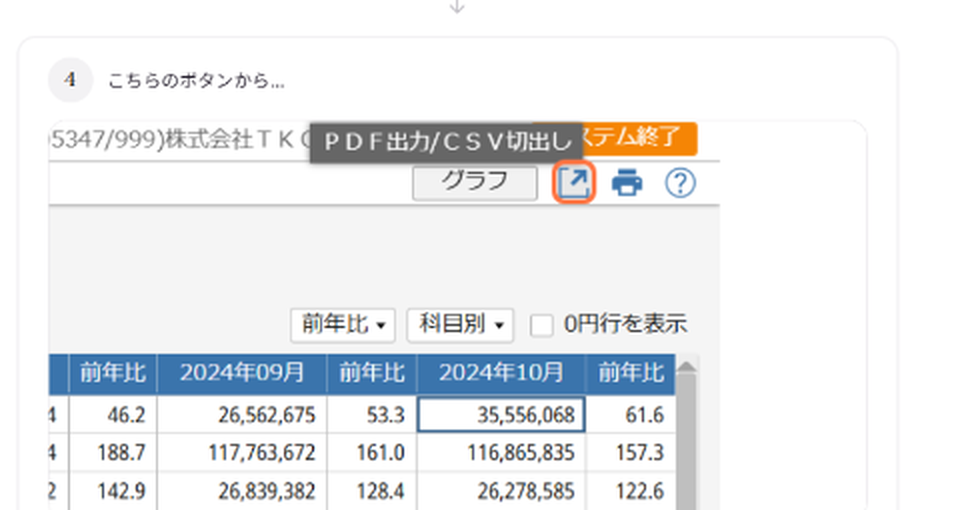 4 こちらのボタンから...
5347/999)株式会社ＴＫＣ ＰＤＦ出力/ＣＳＶ切出し ステム終了
グラフ ?
前年比 ▼ 科目別 ▼ 0円行を表示
前年比 2024年09月 前年比 2024年10月 前年比
4 46.2 26,562,675 53.3 35,556,068 61.6
4 188.7 117,763,672 161.0 116,865,835 157.3
2 142.9 26,839,382 128.4 26,278,585 122.6